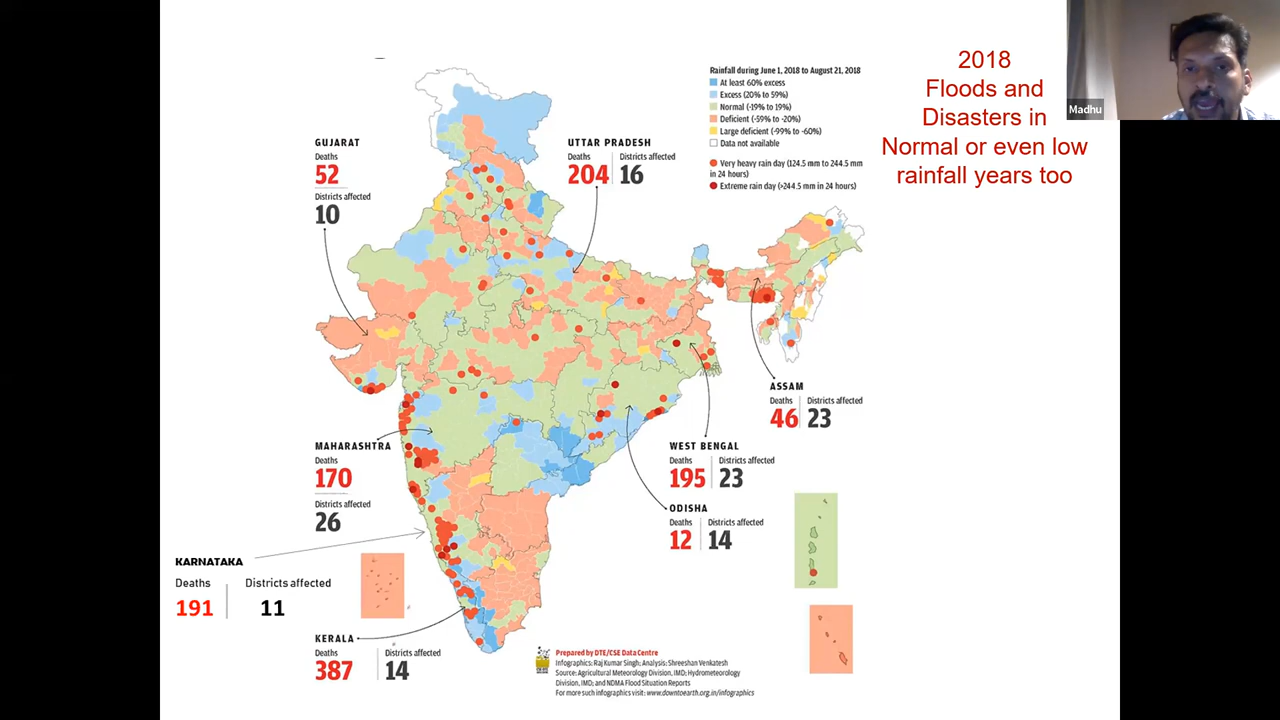 2018
Floods and
Disasters in
Normal or even low
rainfall years too
Madhu
Rainfall during June 1, 2018 to August 21, 2018
At least 60% excess
Excess (20% to 59%)
Normal (-19% to 19%)
Deficient (-59% to -20%)
Large deficient (-99% to -60%)
Data not available
Very heavy rain day (124.5 mm to 244.5 mm
in 24 hours)
Extreme rain day (>244.5 mm in 24 hours)
GUJARAT
Deaths
52
Districts affected
10
UTTAR PRADESH
Deaths Districts affected
204 16
ASSAM
Deaths Districts affected
46 23
MAHARASHTRA
Deaths
170
Districts affected
26
WEST BENGAL
Deaths Districts affected
195 23
ODISHA
Deaths Districts affected
12 14
KARNATAKA
Deaths Districts affected
191 11
KERALA
Deaths Districts affected
387 14
Prepared by DTE/CSE Data Centre
Infographics: Raj Kumar Singh; Analysis: Shreeshan Venkatesh
Source: Agricultural Meteorology Division, IMD; Hydrometeorology
Division, IMD; and NDMA Flood Situation Reports
For more such infographics visit: www.downtoearth.org.in/infographics